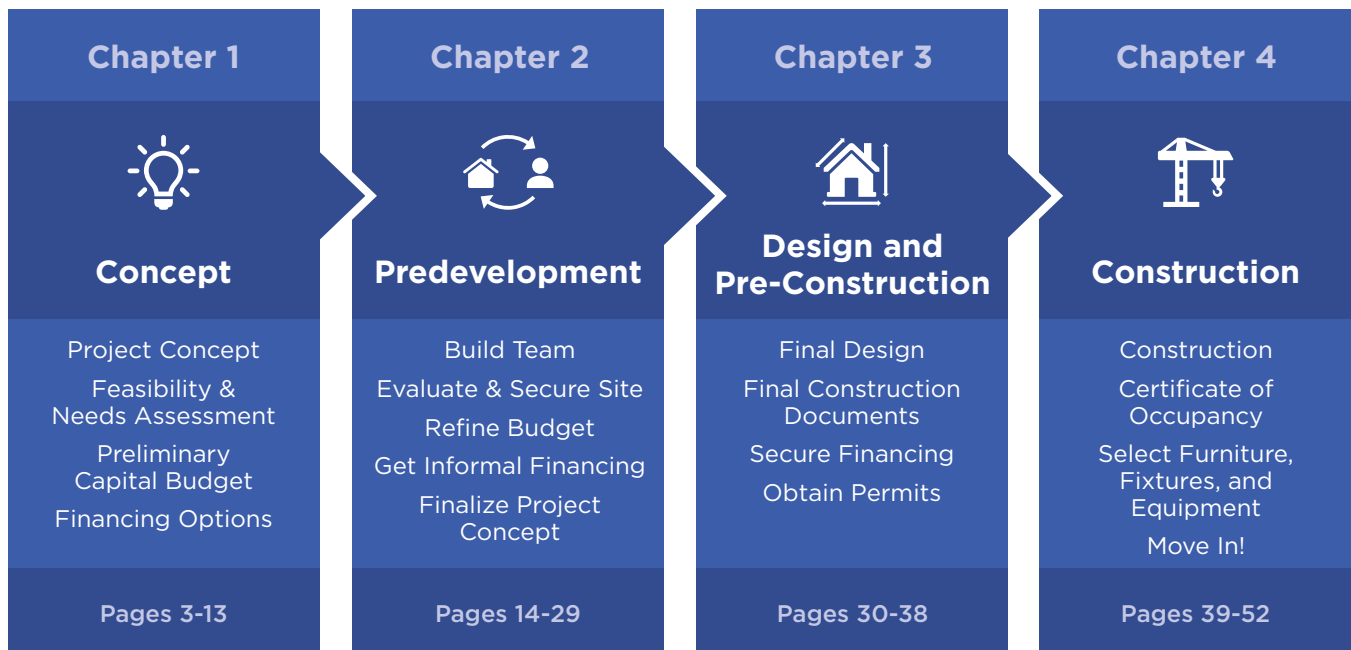 Chapter 1
Concept
Project Concept
Feasibility &
Needs Assessment
Preliminary
Capital Budget
Financing Options
Pages 3-13
Chapter 2
Predevelopment
Build Team
Evaluate & Secure Site
Refine Budget
Get Informal Financing
Finalize Project
Concept
Pages 14-29
Chapter 3
Design and
Pre-Construction
Final Design
Final Construction
Documents
Secure Financing
Obtain Permits
Pages 30-38
Chapter 4
Construction
Construction
Certificate of
Occupancy
Select Furniture,
Fixtures, and
Equipment
Move In!
Pages 39-52